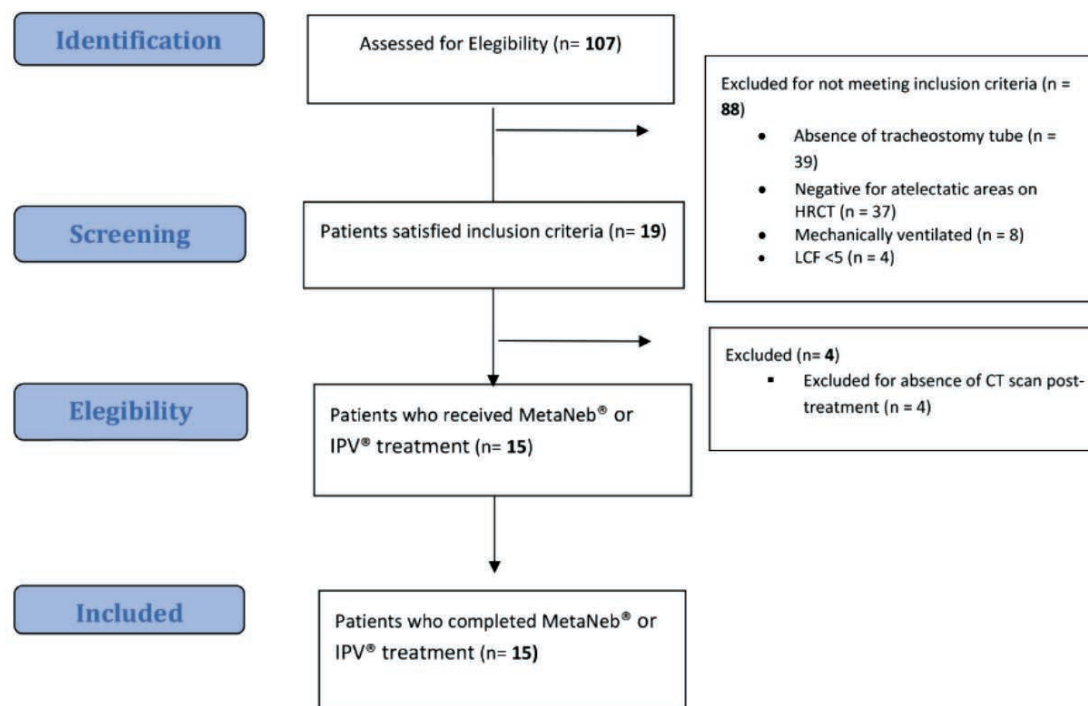 Identification
Assessed for Elegibility (n= 107)
Excluded for not meeting inclusion criteria (n =
88)
• Absence of tracheostomy tube (n =
39)
• Negative for atelectatic areas on
HRCT (n = 37)
• Mechanically ventilated (n = 8)
• LCF <5 (n = 4)
Screening
Patients satisfied inclusion criteria (n= 19)
Excluded (n= 4)
▪ Excluded for absence of CT scan post-
treatment (n = 4)
Elegibility
Patients who received MetaNeb® or
IPV® treatment (n= 15)
Included
Patients who completed MetaNeb® or
IPV® treatment (n= 15)